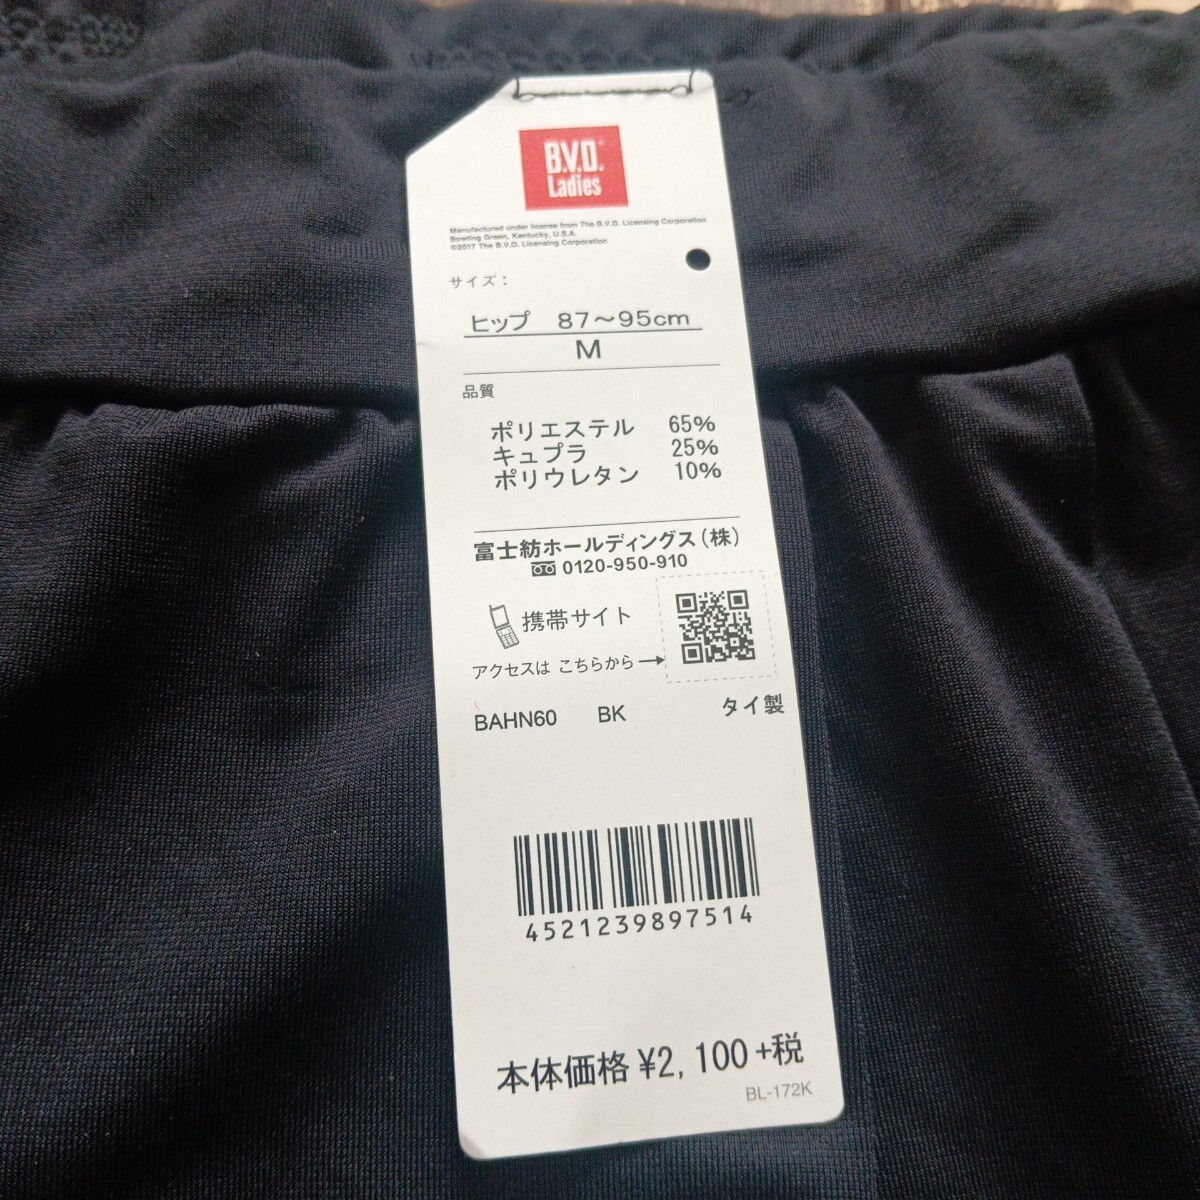 B.V.D.®
Ladies
Manufactured under license from The B.V.D. Licensing Corporation
Bowling Green, Kentucky, U.S.A.
©2017 The B.V.D. Licensing Corporation
サイズ：
ヒップ 87～95cm
M
品質
ポリエステル 65%
キュプラ 25%
ポリウレタン 10%
富士紡ホールディングス(株)
0120-950-910
携帯サイト
アクセスは こちらから→
BAHN60 BK タイ製
4521239897514
本体価格¥2,100+税
BL-172K